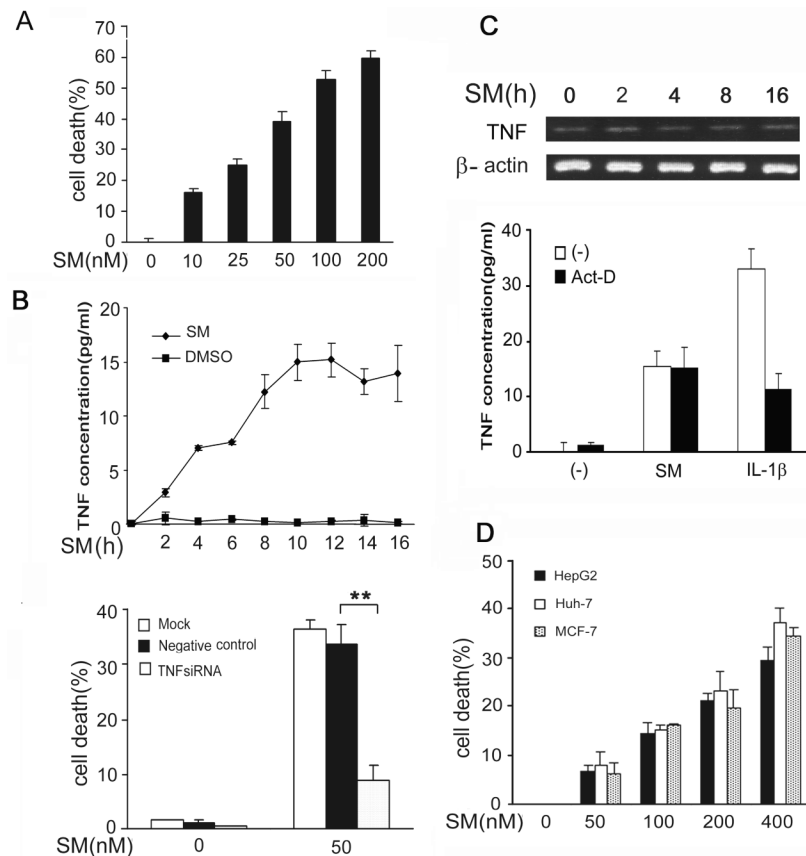 A
cell death(%)
70
60
50
40
30
20
10
0
SM(nM) 0 10 25 50 100 200
B
TNF concentration(pg/ml)
20
15
10
5
0
SM
DMSO
SM(h) 2 4 6 8 10 12 14 16
cell death(%)
40
30
20
10
0
Mock
Negative control
TNFsiRNA
**
SM(nM) 0 50
C
SM(h) 0 2 4 8 16
TNF
β- actin
TNF concentration(pg/ml)
40
30
20
10
0
(-)
Act-D
(-) SM IL-1β
D
cell death(%)
50
40
30
20
10
0
HepG2
Huh-7
MCF-7
SM(nM) 0 50 100 200 400